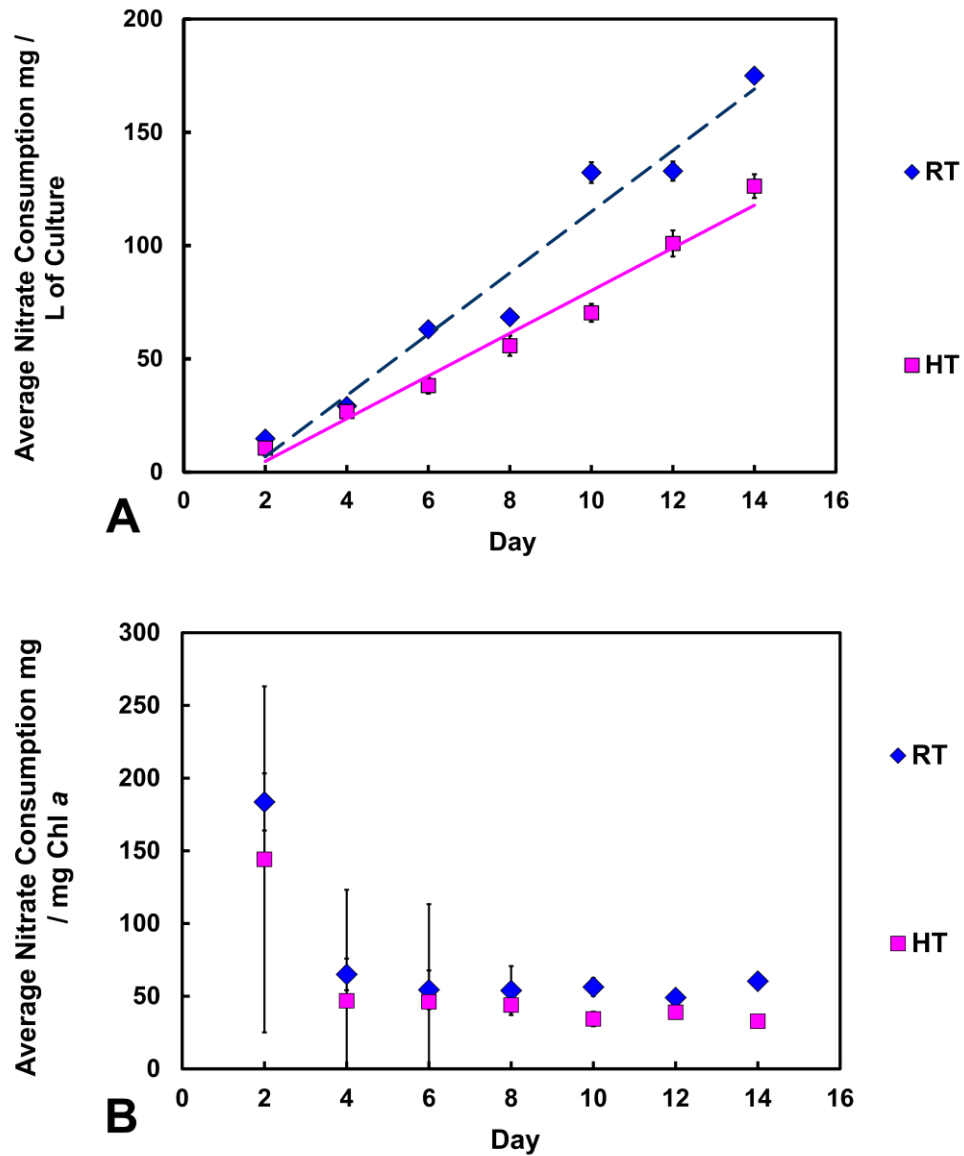 Average Nitrate Consumption mg /
L of Culture
200
150
100
50
0
0 2 4 6 8 10 12 14 16
Day
RT
HT
A
Average Nitrate Consumption mg
/ mg Chl a
300
250
200
150
100
50
0
0 2 4 6 8 10 12 14 16
Day
RT
HT
B